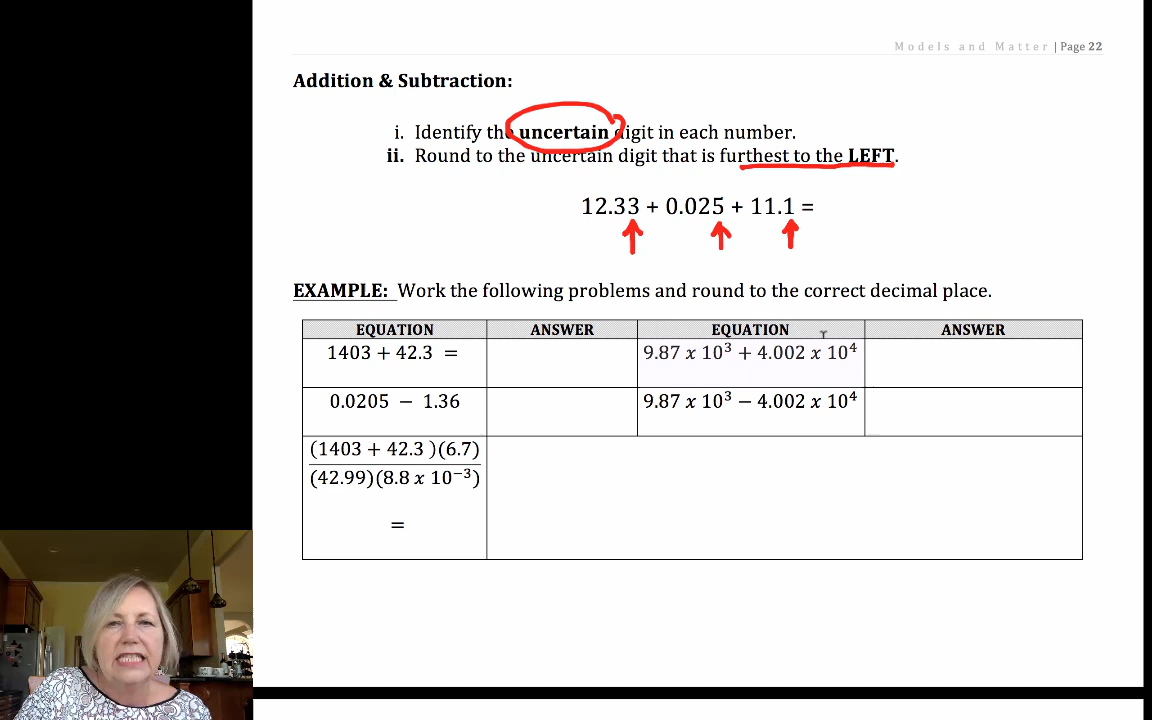 Models and Matter | Page 22
Addition & Subtraction:
i. Identify the uncertain digit in each number.
ii. Round to the uncertain digit that is furthest to the LEFT.
12.33 + 0.025 + 11.1 =
EXAMPLE: Work the following problems and round to the correct decimal place.
EQUATION ANSWER EQUATION ANSWER
1403 + 42.3 = 9.87 x 10³ + 4.002 x 10⁴
0.0205 − 1.36 9.87 x 10³ − 4.002 x 10⁴
(1403 + 42.3 )(6.7)
(42.99)(8.8 x 10⁻³)
=